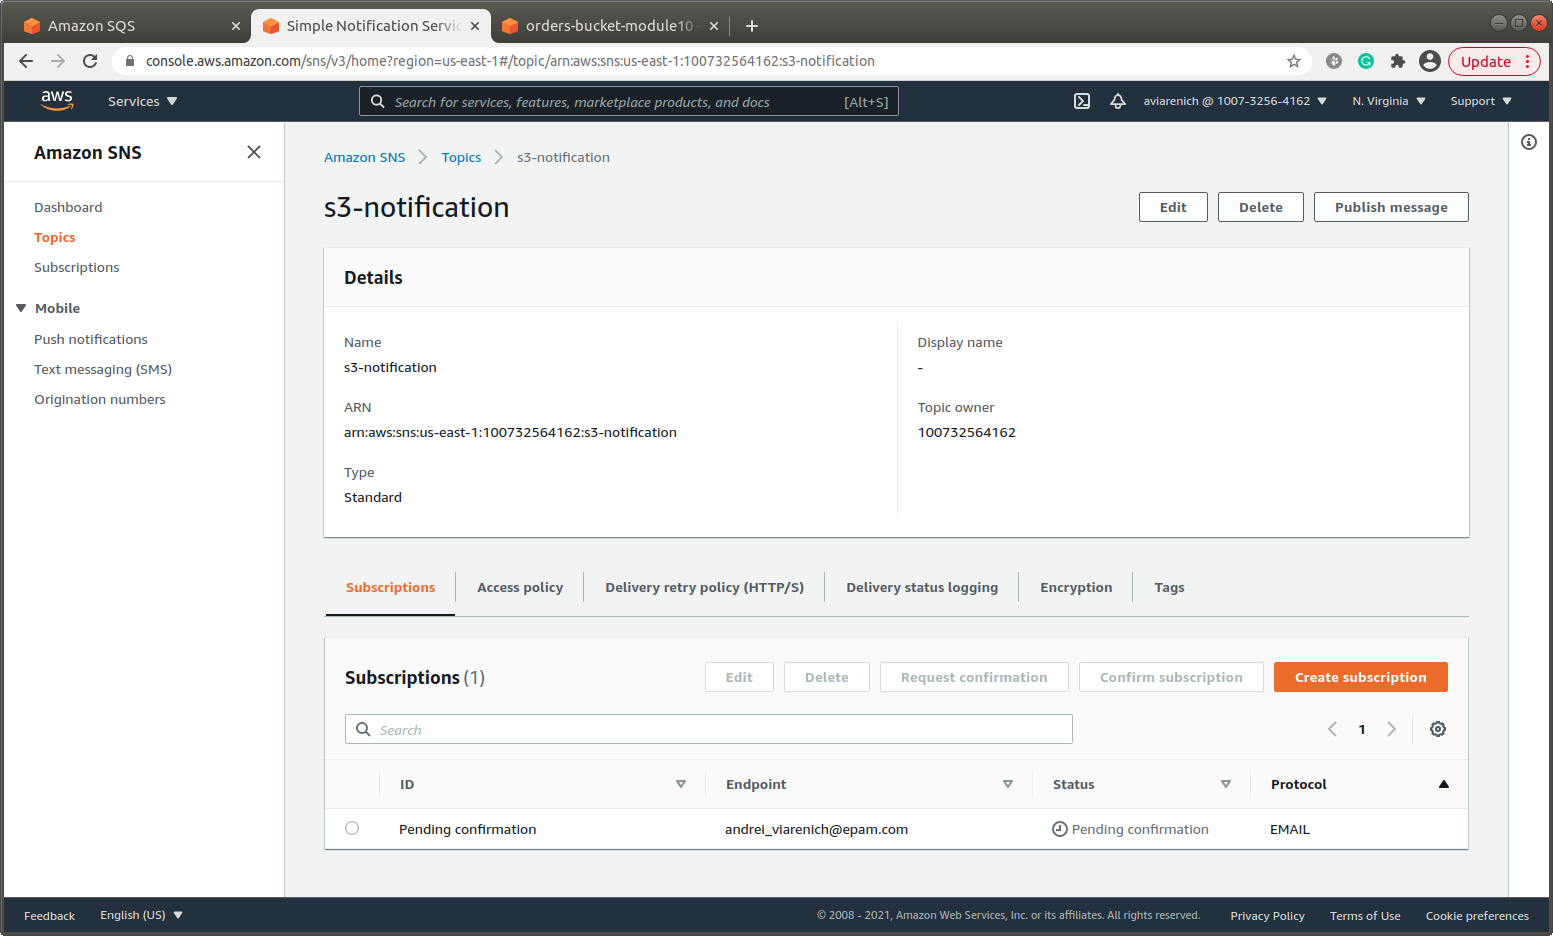 Amazon SQS
Simple Notification Servic
orders-bucket-module10 -
console.aws.amazon.com/sns/v3/home?region=us-east-1#/topic/arn:aws:sns:us-east-1:100732564162:s3-notification
Update
aws
Services
Search for services, features, marketplace products, and docs [Alt+S]
aviarenich @ 1007-3256-4162
N. Virginia
Support
Amazon SNS
Dashboard
Topics
Subscriptions
Mobile
Push notifications
Text messaging (SMS)
Origination numbers
Amazon SNS Topics s3-notification
s3-notification
Edit Delete Publish message
Details
Name
s3-notification
ARN
arn:aws:sns:us-east-1:100732564162:s3-notification
Type
Standard
Display name
-
Topic owner
100732564162
Subscriptions Access policy Delivery retry policy (HTTP/S) Delivery status logging Encryption Tags
Subscriptions (1)
Edit Delete Request confirmation Confirm subscription Create subscription
Search
1
ID Endpoint Status Protocol
Pending confirmation andrei_viarenich@epam.com Pending confirmation EMAIL
Feedback English (US) © 2008 - 2021, Amazon Web Services, Inc. or its affiliates. All rights reserved. Privacy Policy Terms of Use Cookie preferences